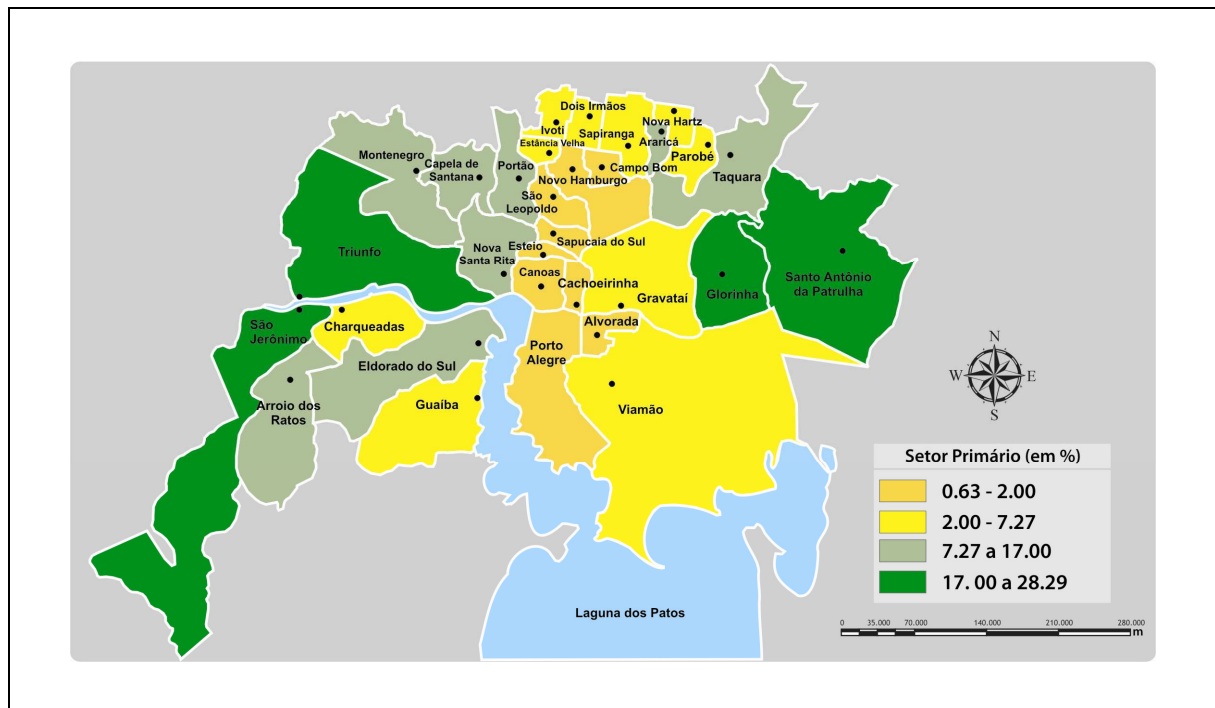 Dois Irmãos
Nova Hartz
Ivoti
Sapiranga
Estância Velha
Araricá
Parobé
Montenegro
Capela de
Santana
Portão
Campo Bom
Novo Hamburgo
Taquara
São
Leopoldo
Sapucaia do Sul
Esteio
Nova
Santa Rita
Triunfo
Canoas
Cachoeirinha
Gravataí
Glorinha
Santo Antônio
da Patrulha
São
Jerônimo
Charqueadas
Alvorada
Porto
Alegre
Eldorado do Sul
Arroio dos
Ratos
Guaíba
Viamão
N
W
E
S
Setor Primário (em %)
0.63 - 2.00
2.00 - 7.27
7.27 a 17.00
17. 00 a 28.29
Laguna dos Patos
0 35.000 70.000 140.000 210.000 280.000
m